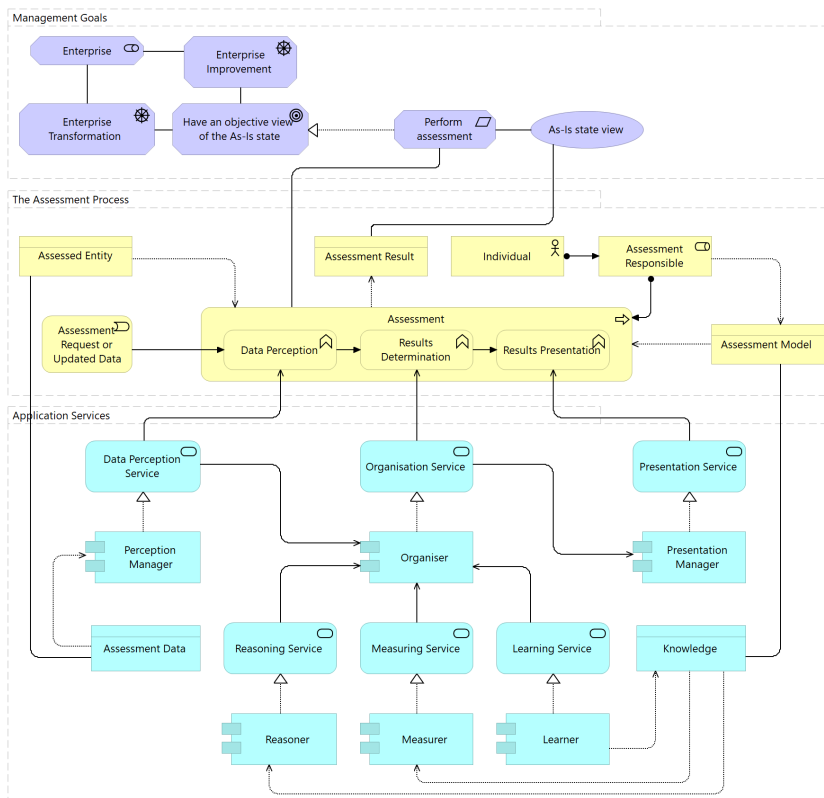 Management Goals
Enterprise
Enterprise
Improvement
Enterprise
Transformation
Have an objective view
of the As-Is state
Perform
assessment
As-Is state view
The Assessment Process
Assessed Entity
Assessment Result
Individual
Assessment
Responsible
Assessment
Request or
Updated Data
Assessment
Data Perception
Results
Determination
Results Presentation
Assessment Model
Application Services
Data Perception
Service
Organisation Service
Presentation Service
Perception
Manager
Organiser
Presentation
Manager
Assessment Data
Reasoning Service
Measuring Service
Learning Service
Knowledge
Reasoner
Measurer
Learner